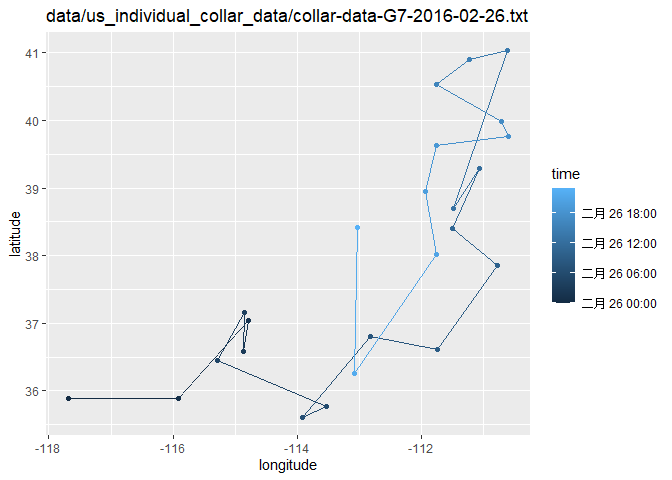 data/us_individual_collar_data/collar-data-G7-2016-02-26.txt
41
40
39
38
37
36
latitude
-118
-116
-114
-112
longitude
time
二月 26 18:00
二月 26 12:00
二月 26 06:00
二月 26 00:00